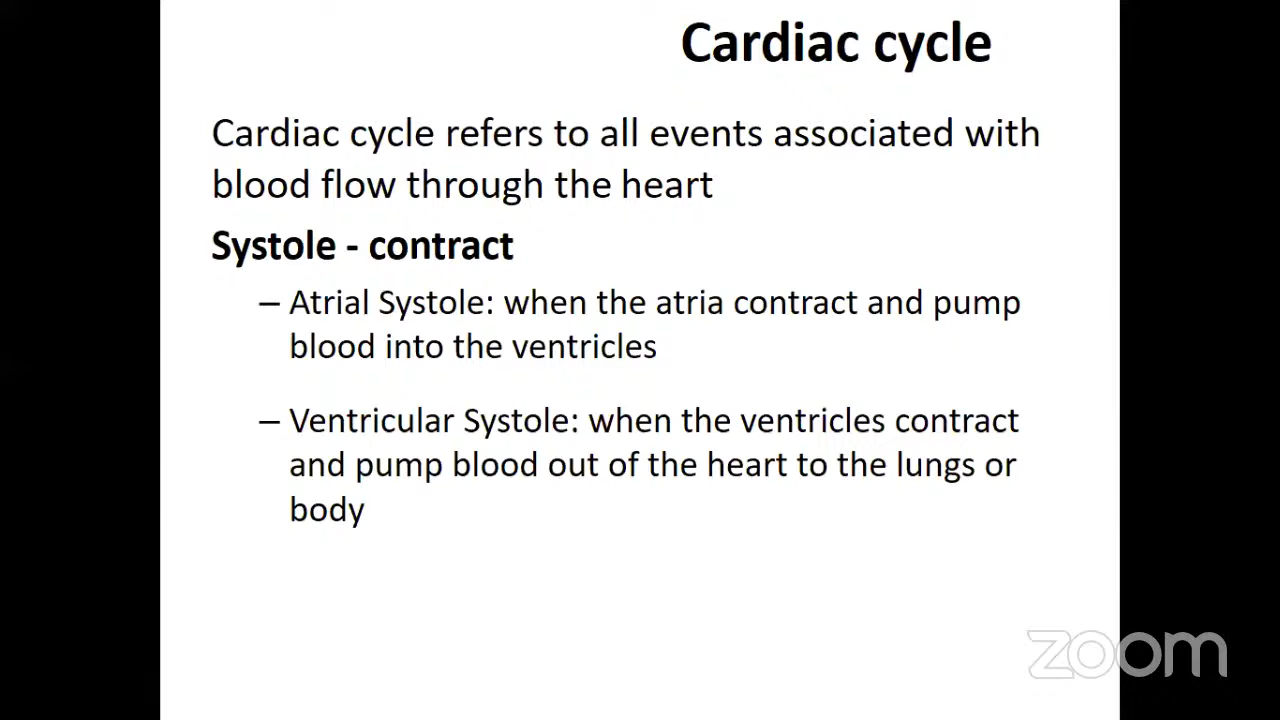 Cardiac cycle
Cardiac cycle refers to all events associated with
blood flow through the heart
Systole - contract
– Atrial Systole: when the atria contract and pump
blood into the ventricles
– Ventricular Systole: when the ventricles contract
and pump blood out of the heart to the lungs or
body
zoom